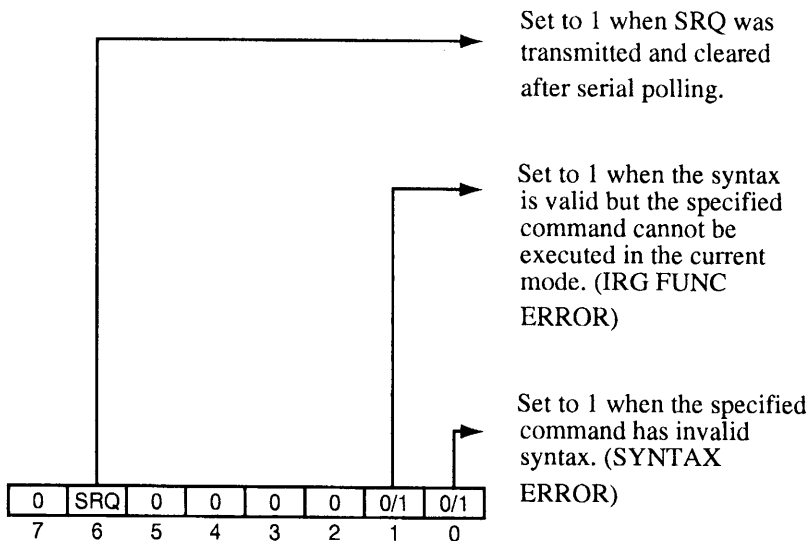 Set to 1 when SRQ was
transmitted and cleared
after serial polling.
Set to 1 when the syntax
is valid but the specified
command cannot be
executed in the current
mode. (IRG FUNC
ERROR)
Set to 1 when the specified
command has invalid
syntax. (SYNTAX
ERROR)
0 SRQ 0 0 0 0 0/1 0/1
7 6 5 4 3 2 1 0